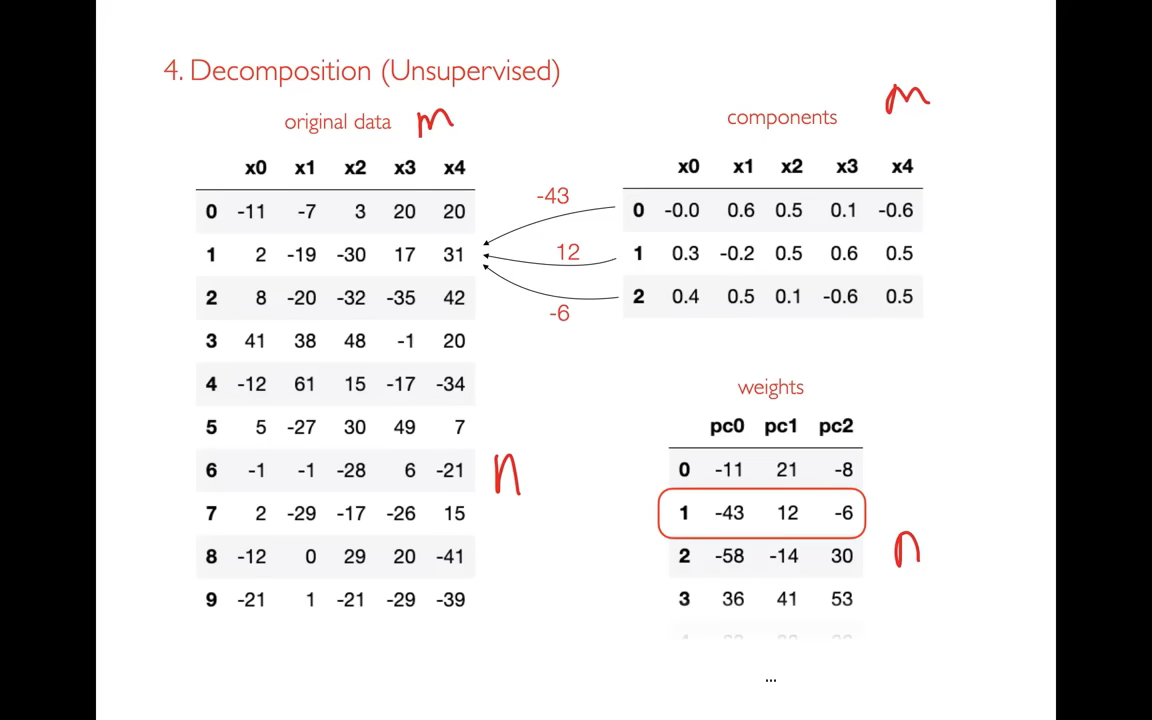 4. Decomposition (Unsupervised)
original data m
x0 x1 x2 x3 x4
0 -11 -7 3 20 20
1 2 -19 -30 17 31
2 8 -20 -32 -35 42
3 41 38 48 -1 20
4 -12 61 15 -17 -34
5 5 -27 30 49 7
6 -1 -1 -28 6 -21
7 2 -29 -17 -26 15
8 -12 0 29 20 -41
9 -21 1 -21 -29 -39
n
-43
12
-6
components m
x0 x1 x2 x3 x4
0 -0.0 0.6 0.5 0.1 -0.6
1 0.3 -0.2 0.5 0.6 0.5
2 0.4 0.5 0.1 -0.6 0.5
weights
pc0 pc1 pc2
0 -11 21 -8
1 -43 12 -6
2 -58 -14 30
3 36 41 53
n
...